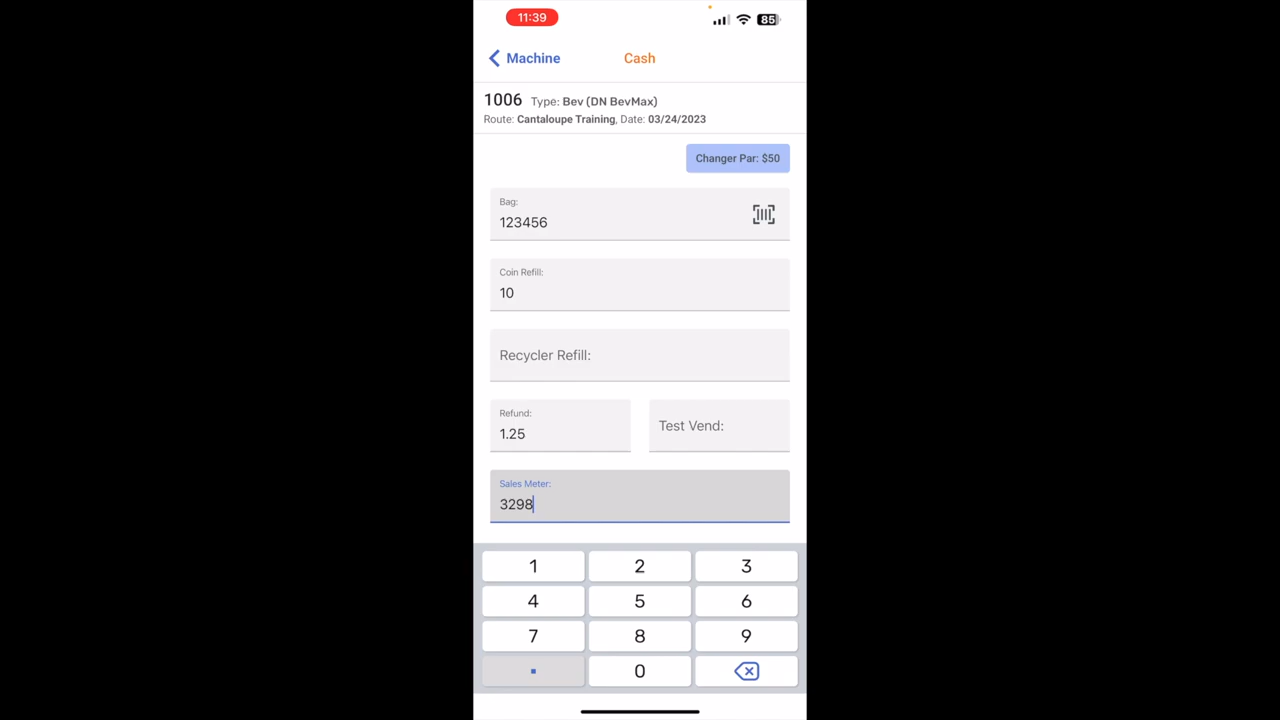 11:39
85
Machine
Cash
1006 Type: Bev (DN BevMax)
Route: Cantaloupe Training, Date: 03/24/2023
Changer Par: $50
Bag:
123456
Coin Refill:
10
Recycler Refill:
Refund:
1.25
Test Vend:
Sales Meter:
3298
1 2 3
4 5 6
7 8 9
. 0